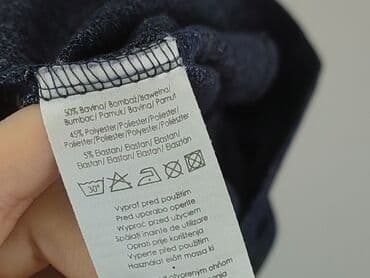 50% Bavlna/ Bombaž/Bawełna/
Bumbac / Pamuk/ Bavlna/ Pamut
45% Polyester/Poliester/Poliester/
Poliester/ Poliester/Polyester/ Poliészter
5% Elastan/ Elastan/ Elastan/ Elastan/
Elastan/ Elastan/ Elasztán
30°
Vyprat před použitím
Pred uporabo operite
Wyprać przed użyciem
Spălați înainte de utilizare
Oprati prije korištenja
Vyperte pred použitím
Használat előtt mossa ki
otvoreným ohňom